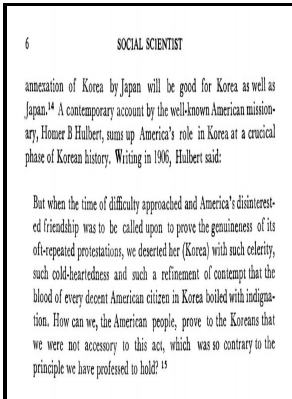 6 SOCIAL SCIENTIST
annexation of Korea by Japan will be good for Korea as well as
Japan.¹⁴ A contemporary account by the well-known American mission-
ary, Homer B Hulbert, sums up America's role in Korea at a crucical
phase of Korean history. Writing in 1906, Hulbert said:
But when the time of difficulty approached and America's disinterest-
ed friendship was to be called upon to prove the genuineness of its
oft-repeated protestations, we deserted her (Korea) with such celerity,
such cold-heartedness and such a refinement of contempt that the
blood of every decent American citizen in Korea boiled with indigna-
tion. How can we, the American people, prove to the Koreans that
we were not accessory to this act, which was so contrary to the
principle we have professed to hold? ¹⁵